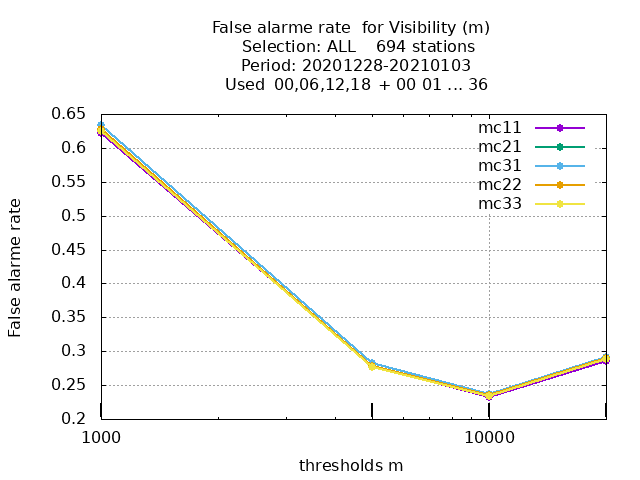 False alarme rate  for Visibility (m)
Selection: ALL    694 stations
Period: 20201228-20210103
Used  00,06,12,18  + 00 01 ... 36
mc11
mc21
mc31
mc22
mc33
0.65
0.6
0.55
0.5
0.45
0.4
0.35
0.3
0.25
0.2
False alarme rate
1000
10000
thresholds m